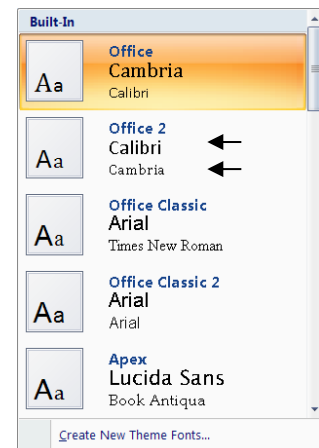 Built-In
Aa
Office
Cambria
Calibri
Aa
Office 2
Calibri
Cambria
Aa
Office Classic
Arial
Times New Roman
Aa
Office Classic 2
Arial
Arial
Aa
Apex
Lucida Sans
Book Antiqua
Create New Theme Fonts...